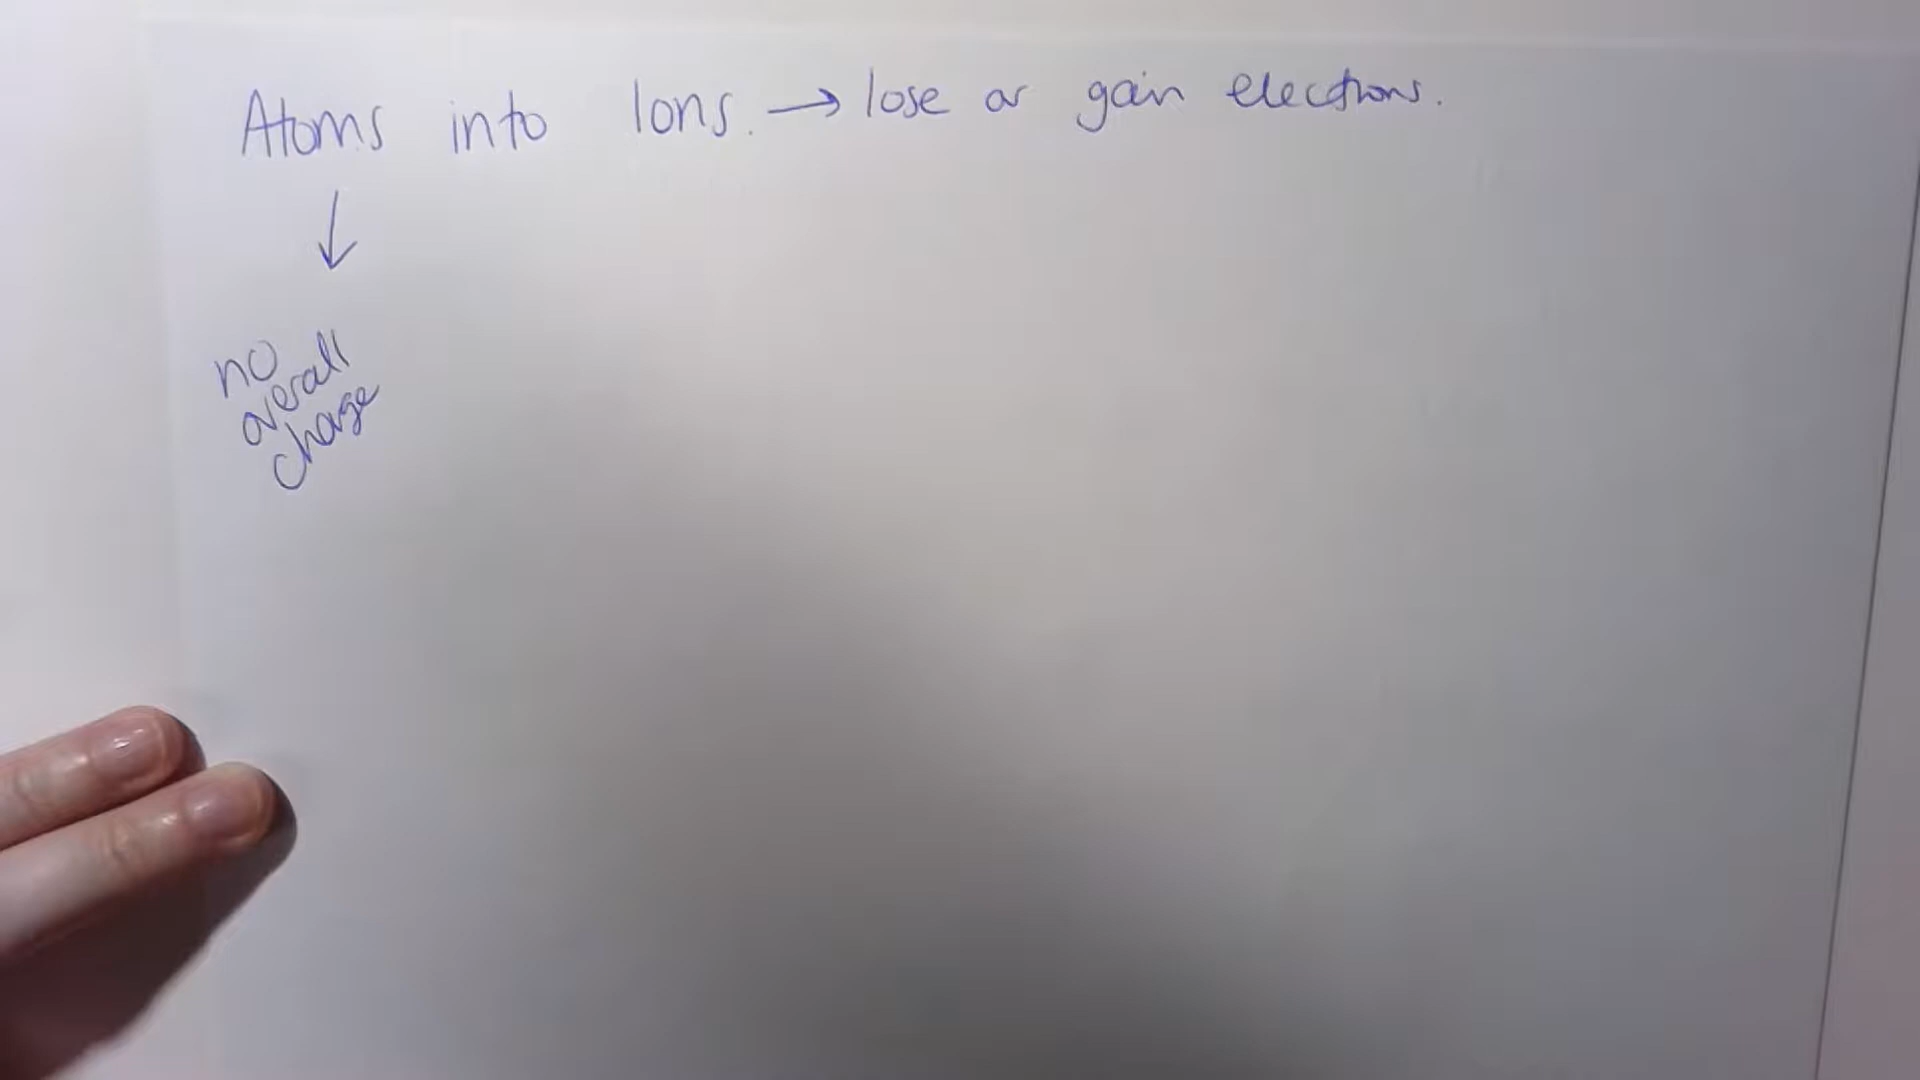 Atoms into Ions. → lose or gain electrons.
↓
no
overall
charge